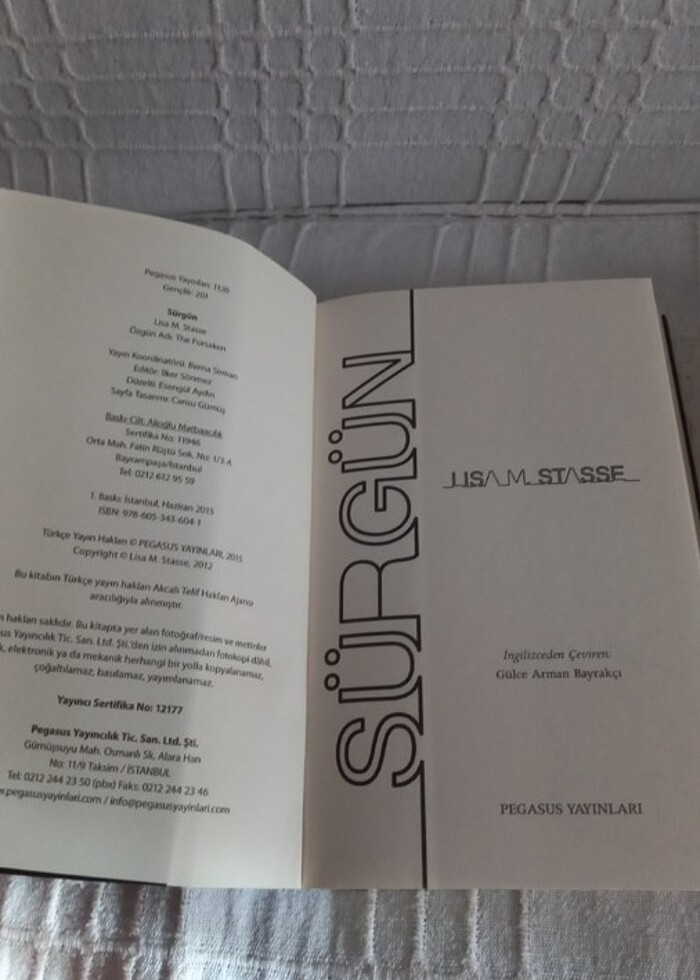 Pegasus Yayınları: 1120
Gençlik: 201
Sürgün
Lisa M. Stasse
Özgün Adı: The Forsaken
Yayın Koordinatörü: Berna Sirman
Editör: İlker Sönmez
Düzelti: Esengül Aydın
Sayfa Tasarımı: Cansu Gümüş
Baskı-Cilt: Alioğlu Matbaacılık
Sertifika No: 11946
Orta Mah. Fatin Rüştü Sok. No: 1/3-A
Bayrampaşa/İstanbul
Tel: 0212 612 95 59
1. Baskı: İstanbul, Haziran 2015
ISBN: 978-605-343-604-1
Türkçe Yayın Hakları © PEGASUS YAYINLARI, 2015
Copyright © Lisa M. Stasse, 2012
Bu kitabın Türkçe yayın hakları Akcalı Telif Hakları Ajansı
aracılığıyla alınmıştır.
hakları saklıdır. Bu kitapta yer alan fotoğraf/resim ve metinler
Yayıncılık Tic. San. Ltd. Şti.'den izin alınmadan fotokopi dâhil,
elektronik ya da mekanik herhangi bir yolla kopyalanamaz,
çoğaltılamaz, basılamaz, yayımlanamaz.
Yayıncı Sertifika No: 12177
Pegasus Yayıncılık Tic. San. Ltd. Şti.
Gümüşsuyu Mah. Osmanlı Sk. Alara Han
No: 11/9 Taksim / İSTANBUL
Tel: 0212 244 23 50 (pbx) Faks: 0212 244 23 46
.pegasusyayinlari.com / info@pegasusyayinlari.com
SÜRGÜN
LISA M. STASSE
İngilizceden Çeviren:
Gülce Arman Bayrakçı
PEGASUS YAYINLARI